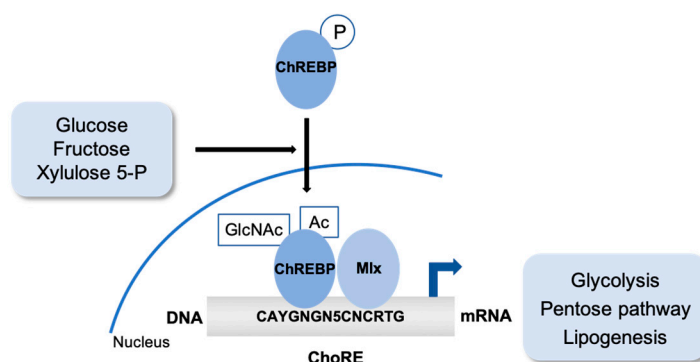 P
ChREBP
Glucose
Fructose
Xylulose 5-P
GlcNAc
Ac
ChREBP
Mlx
DNA
CAYGNGN5CNCRTG
mRNA
Nucleus
ChoRE
Glycolysis
Pentose pathway
Lipogenesis